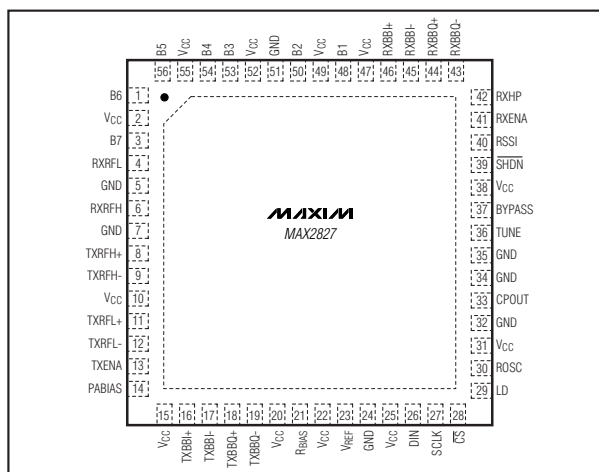 B5 VCC B4 B3 VCC GND B2 VCC B1 VCC RXBBI+ RXBBI- RXBBQ+ RXBBQ-
56 55 54 53 52 51 50 49 48 47 46 45 44 43
B6 1
VCC 2
B7 3
RXRFL 4
GND 5
RXRFH 6
GND 7
TXRFH+ 8
TXRFH- 9
VCC 10
TXRFL+ 11
TXRFL- 12
TXENA 13
PABIAS 14
MAXIM
MAX2827
42 RXHP
41 RXENA
40 RSSI
39 SHDN
38 VCC
37 BYPASS
36 TUNE
35 GND
34 GND
33 CPOUT
32 GND
31 VCC
30 ROSC
29 LD
15 16 17 18 19 20 21 22 23 24 25 26 27 28
VCC TXBBI+ TXBBI- TXBBQ+ TXBBQ- VCC RBIAS VCC VREF GND VCC DIN SCLK CS